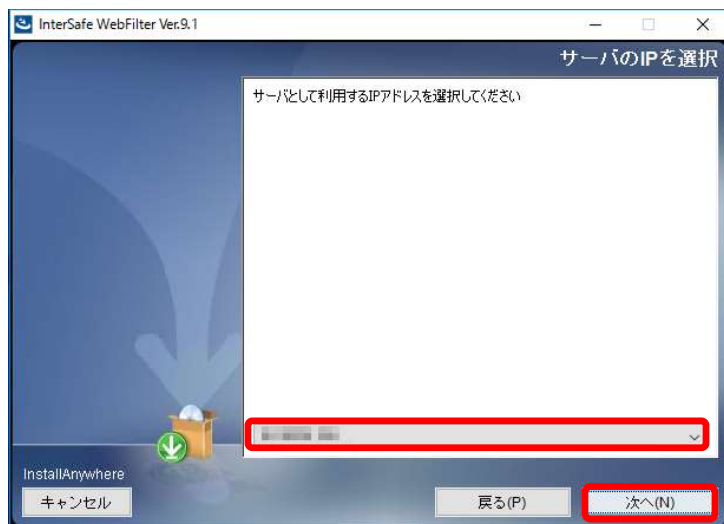 InterSafe WebFilter Ver.9.1
サーバのIPを選択
サーバとして利用するIPアドレスを選択してください
InstallAnywhere
キャンセル
戻る(P)
次へ(N)